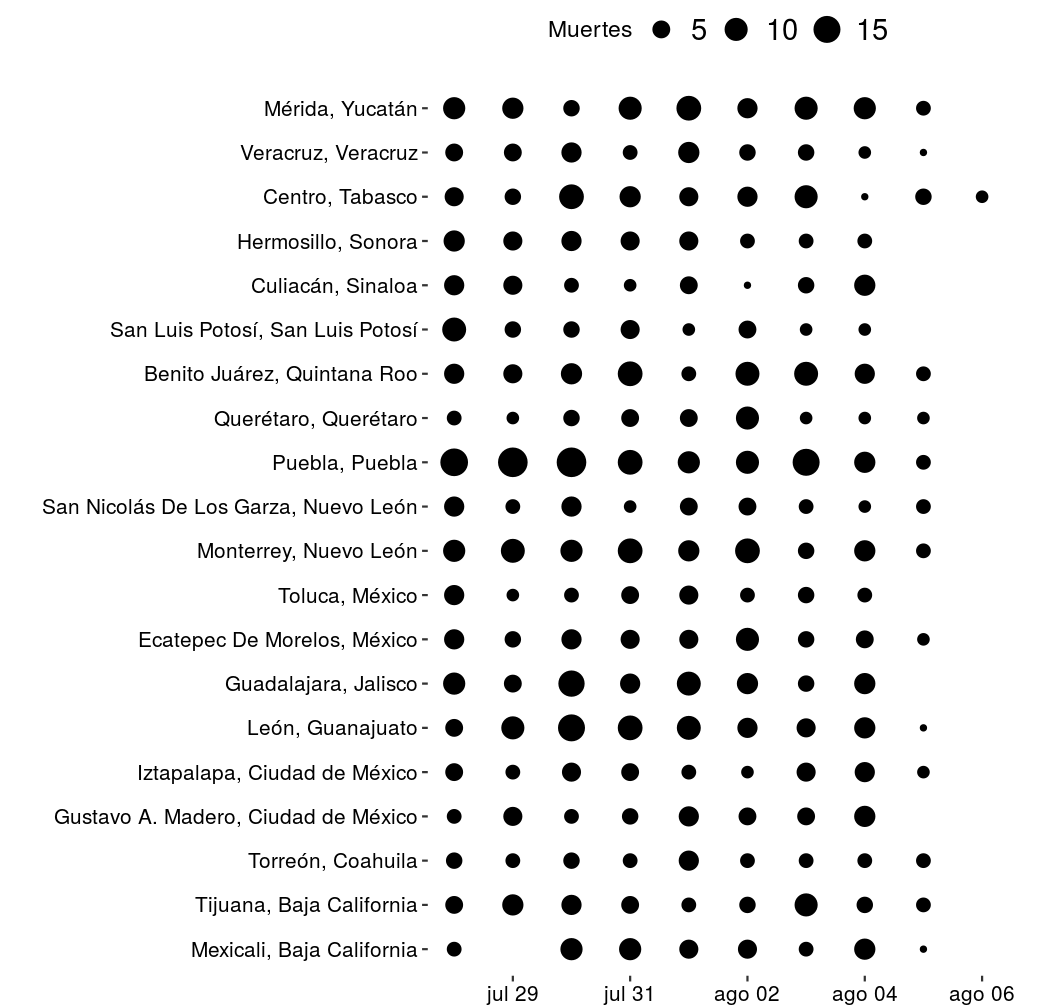 Muertes 5 10 15
Mérida, Yucatán
Veracruz, Veracruz
Centro, Tabasco
Hermosillo, Sonora
Culiacán, Sinaloa
San Luis Potosí, San Luis Potosí
Benito Juárez, Quintana Roo
Querétaro, Querétaro
Puebla, Puebla
San Nicolás De Los Garza, Nuevo León
Monterrey, Nuevo León
Toluca, México
Ecatepec De Morelos, México
Guadalajara, Jalisco
León, Guanajuato
Iztapalapa, Ciudad de México
Gustavo A. Madero, Ciudad de México
Torreón, Coahuila
Tijuana, Baja California
Mexicali, Baja California
jul 29 jul 31 ago 02 ago 04 ago 06